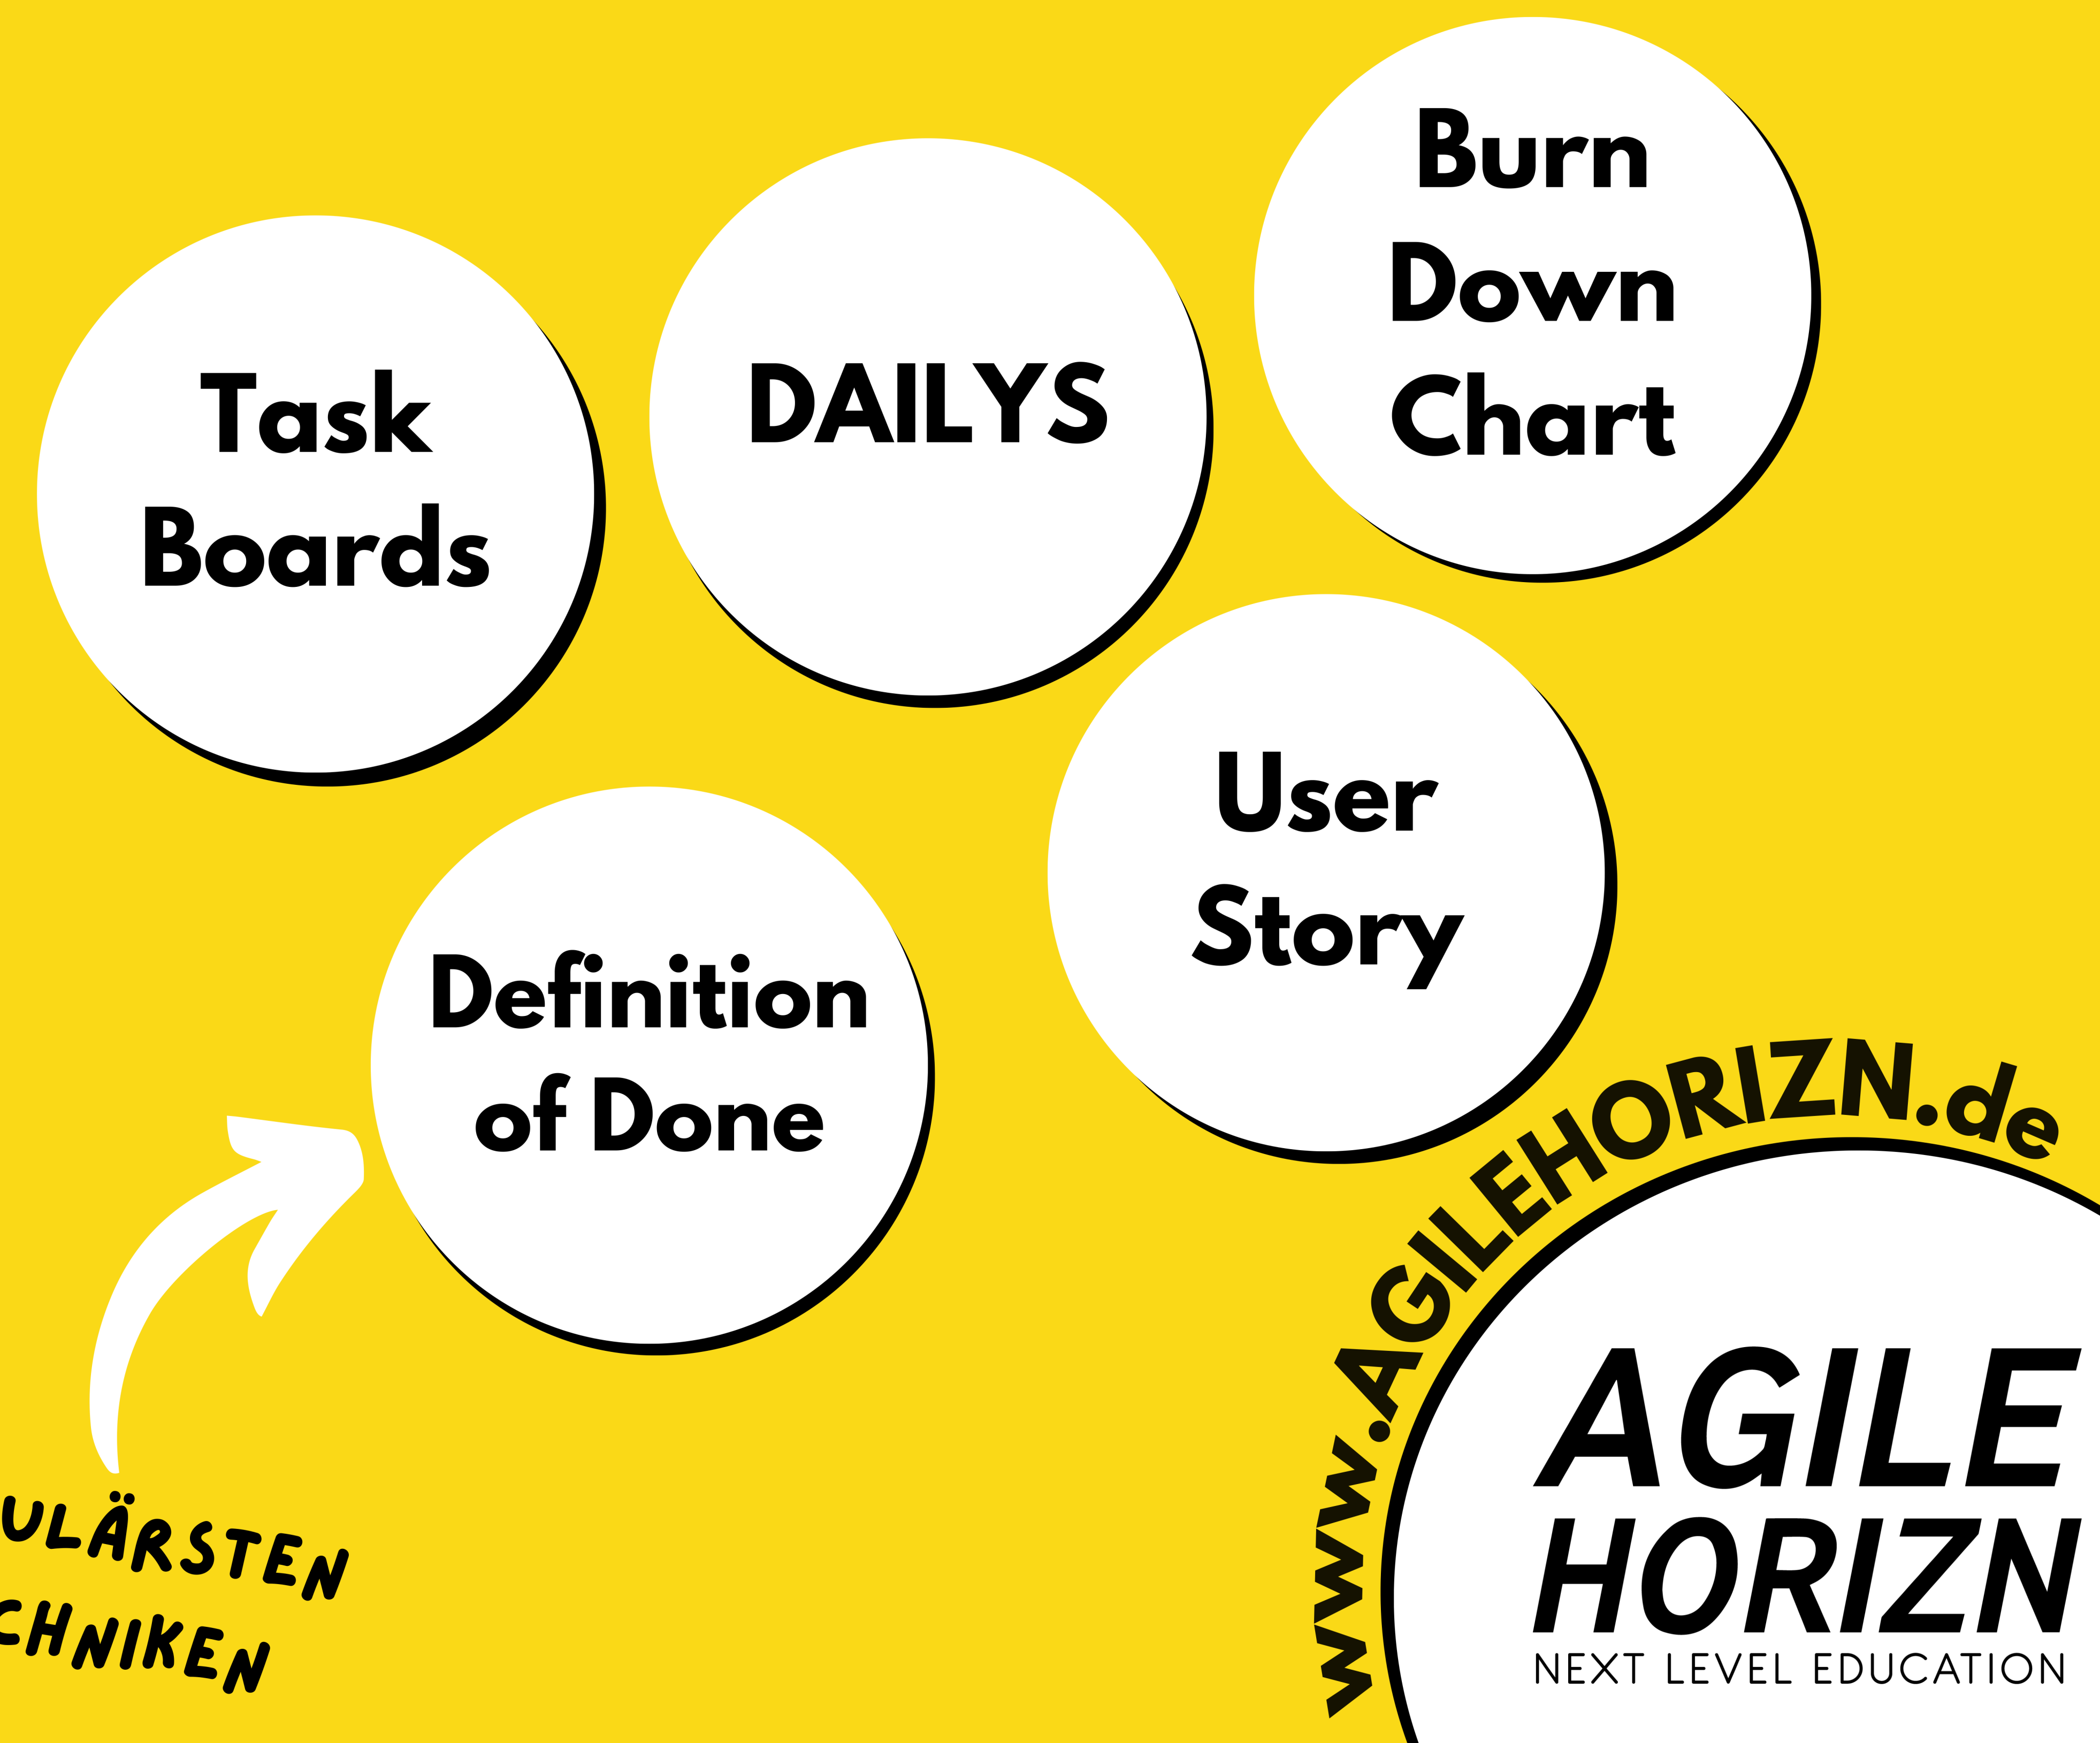 Task
Boards
DAILYS
Burn
Down
Chart
Definition
of Done
User
Story
ULÄRSTEN
CHNIKEN
www.AGILEHORIZN.de
AGILE
HORIZN
NEXT LEVEL EDUCATION